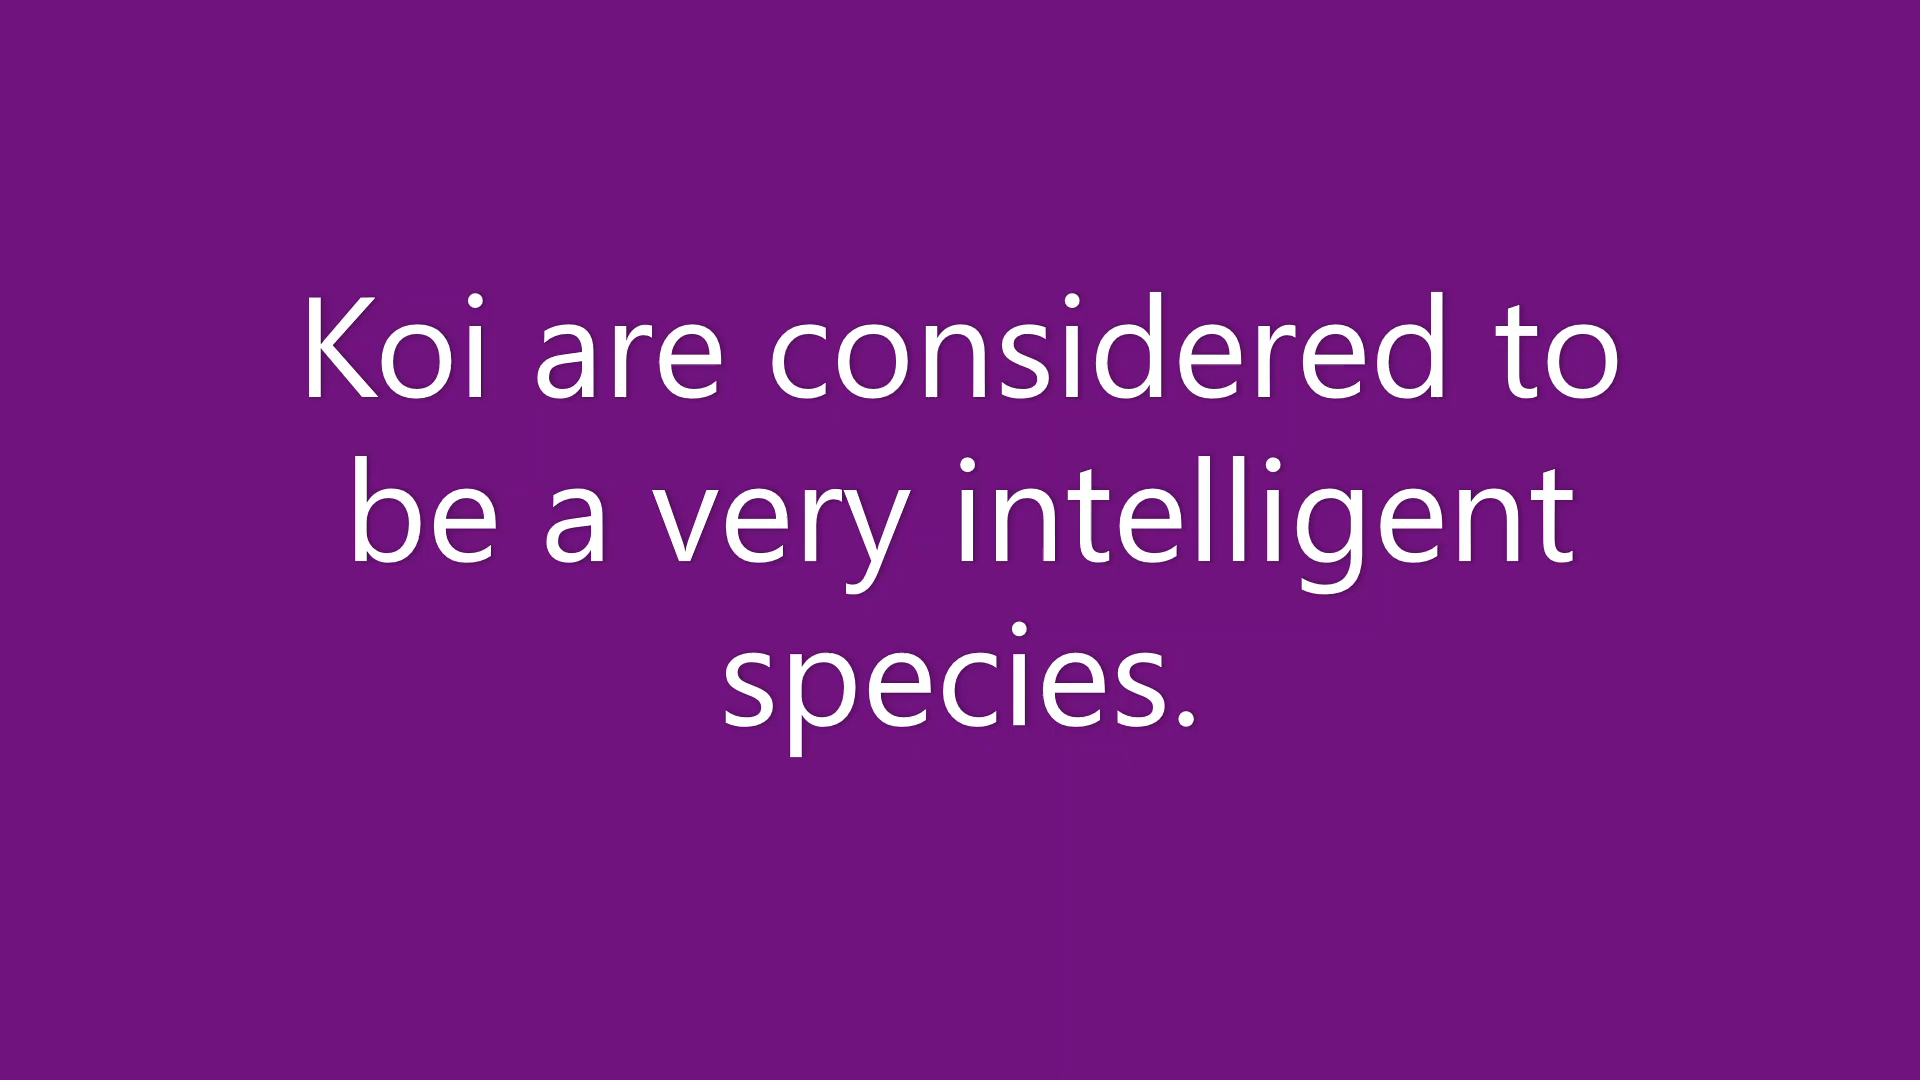 Koi are considered to
be a very intelligent
species.